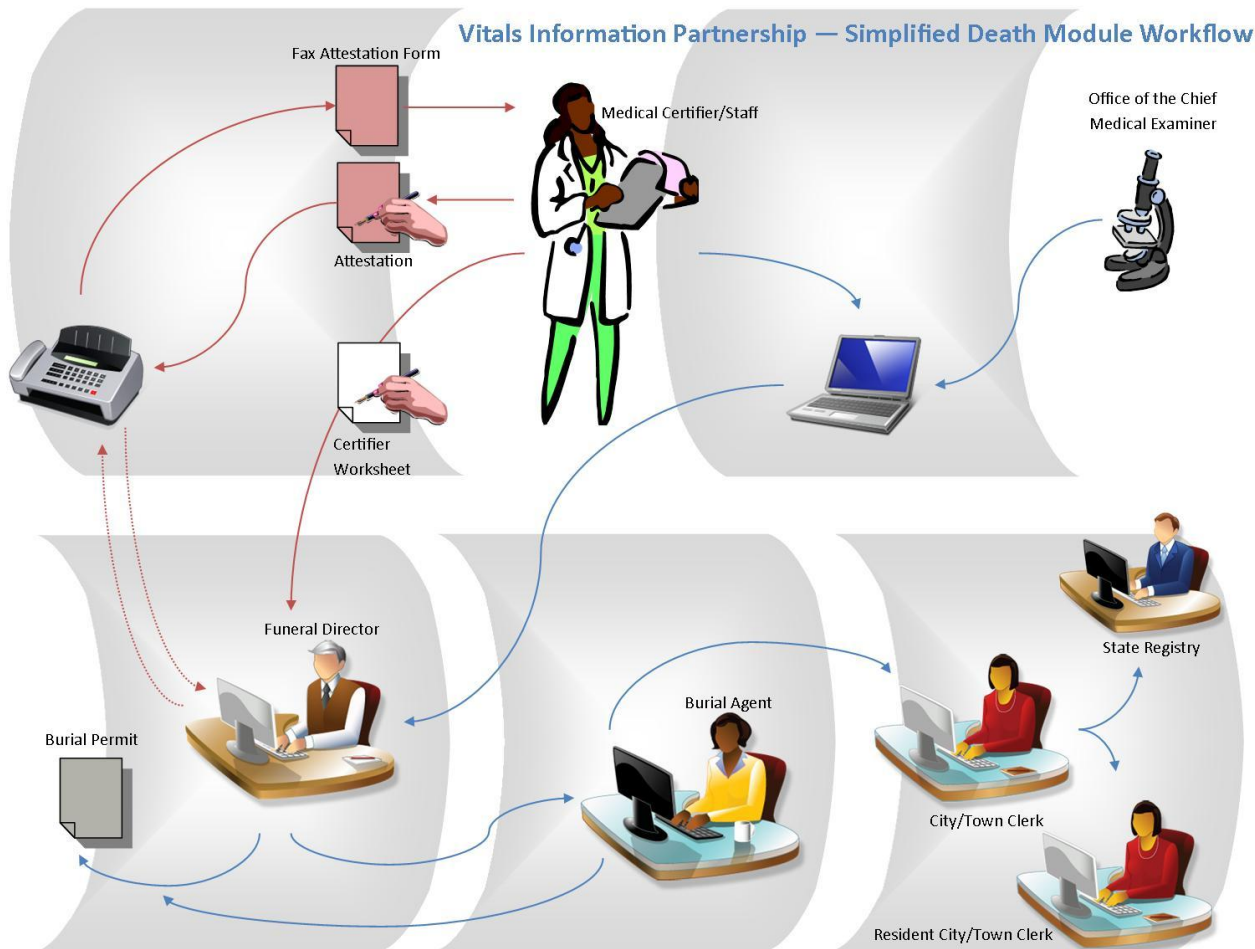 Vitals Information Partnership — Simplified Death Module Workflow
Fax Attestation Form
Medical Certifier/Staff
Office of the Chief
Medical Examiner
Attestation
Certifier
Worksheet
Funeral Director
State Registry
Burial Agent
Burial Permit
City/Town Clerk
Resident City/Town Clerk